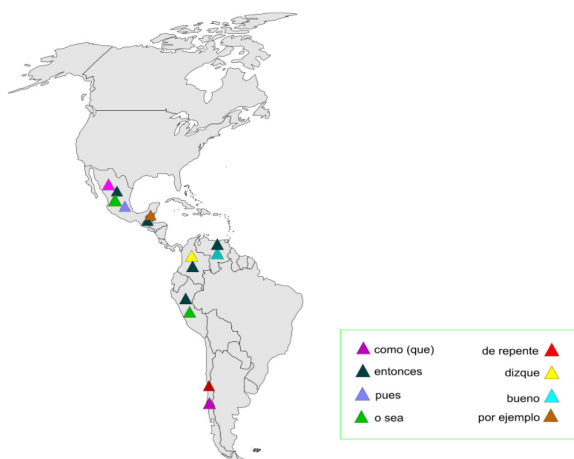 como (que)
entonces
pues
o sea
de repente
dizque
bueno
por ejemplo